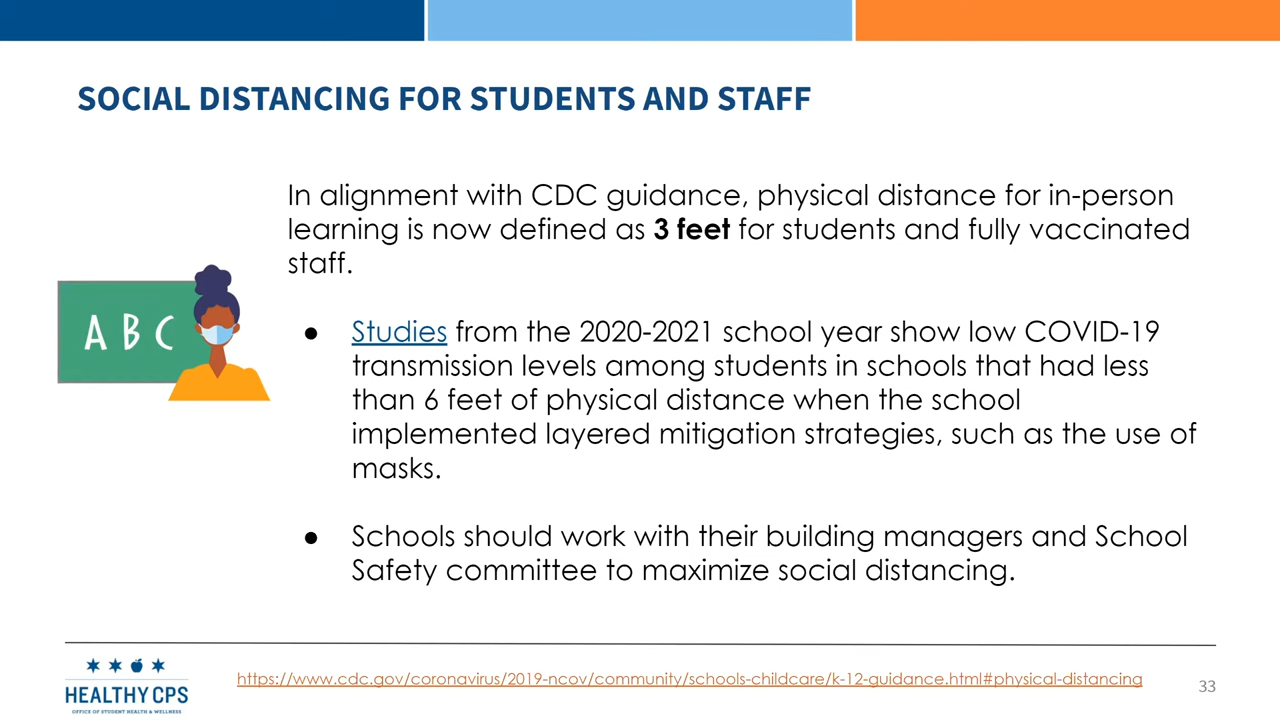 SOCIAL DISTANCING FOR STUDENTS AND STAFF
In alignment with CDC guidance, physical distance for in-person
learning is now defined as 3 feet for students and fully vaccinated
staff.
A B C
● Studies from the 2020-2021 school year show low COVID-19
transmission levels among students in schools that had less
than 6 feet of physical distance when the school
implemented layered mitigation strategies, such as the use of
masks.
● Schools should work with their building managers and School
Safety committee to maximize social distancing.
HEALTHY CPS
OFFICE OF STUDENT HEALTH & WELLNESS
https://www.cdc.gov/coronavirus/2019-ncov/community/schools-childcare/k-12-guidance.html#physical-distancing
33